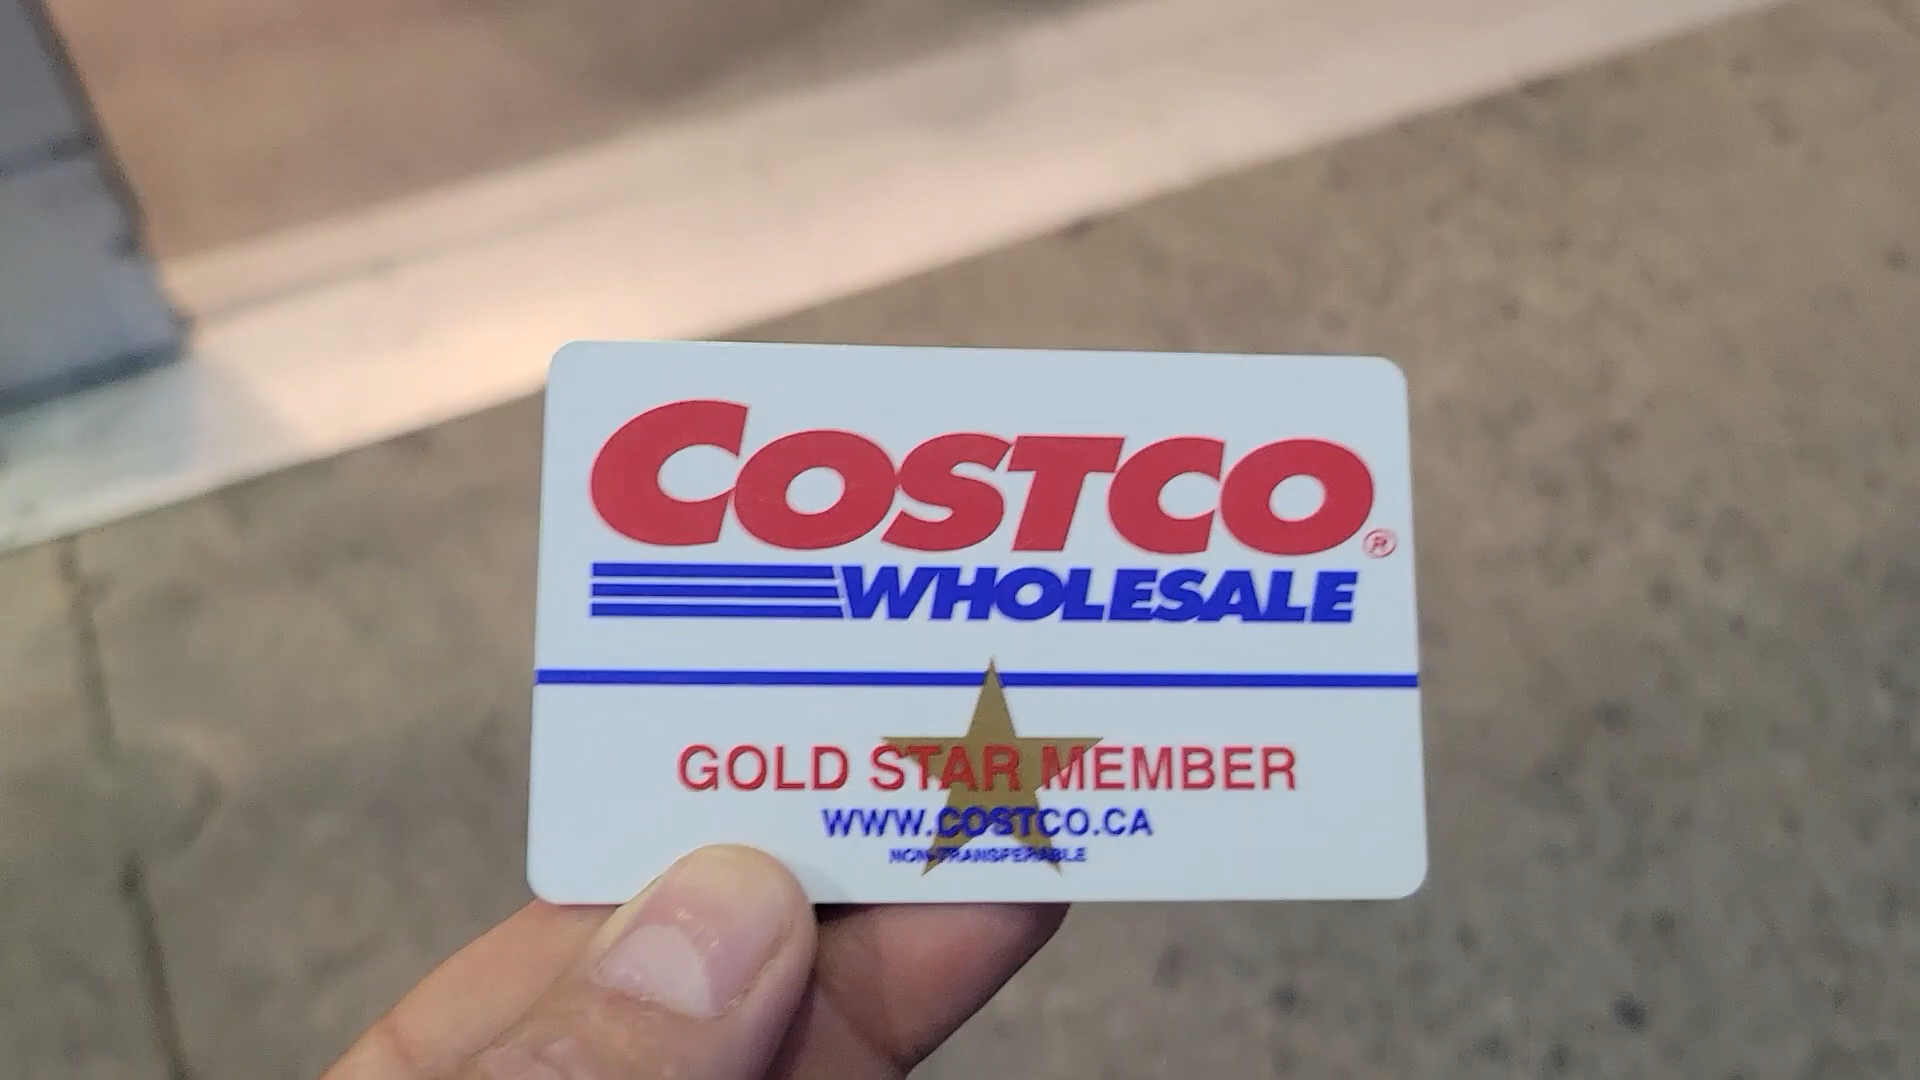 COSTCO®
WHOLESALE
GOLD STAR MEMBER
WWW.COSTCO.CA
NON-TRANSFERABLE